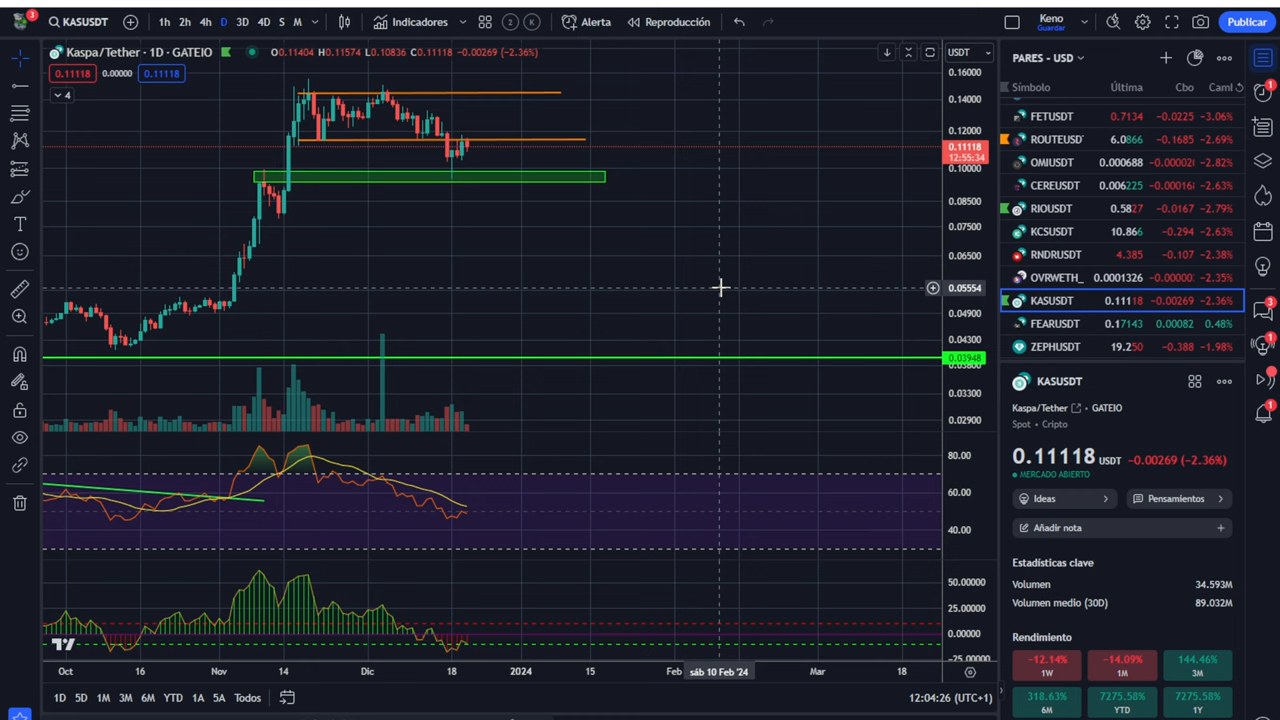 3 KASUSDT 1h 2h 4h D 3D 4D S M Indicadores 2 K Alerta Reproducción Keno Guardar Publicar
Kaspa/Tether · 1D · GATEIO O0.11404 H0.11574 L0.10836 C0.11118 -0.00269 (-2.36%) USDT
0.11118 0.00000 0.11118
4
0.16000
0.14000
0.12000
0.11118
12:55:34
0.10000
0.08500
0.07500
0.06500
0.05554
0.04900
0.04300
0.03948
0.03300
0.02900
80.00
60.00
40.00
50.00000
25.00000
0.00000
-25.00000
Oct 16 Nov 14 Dic 18 2024 15 Feb sáb 10 Feb '24 Mar 18
1D 5D 1M 3M 6M YTD 1A 5A Todos 12:04:26 (UTC+1)
PARES - USD
Símbolo Última Cbo
FETUSDT 0.7134 -0.0225 -3.06%
ROUTEUSD 6.0866 -0.1685 -2.69%
OMIUSDT 0.000688 -2.82%
CEREUSDT 0.006225 -2.63%
RIOUSDT 0.5827 -0.0167 -2.79%
KCSUSDT 10.866 -0.294 -2.63%
RNDRUSDT 4.385 -0.107 -2.38%
OVRWETH_ 0.0001326 -2.35%
KASUSDT 0.11118 -0.00269 -2.36%
FEARUSDT 0.17143 0.00082 0.48%
ZEPHUSDT 19.250 -0.388 -1.98%
KASUSDT
Kaspa/Tether · GATEIO
Spot · Cripto
0.11118 USDT -0.00269 (-2.36%)
MERCADO ABIERTO
Ideas Pensamientos
Añadir nota
Estadísticas clave
Volumen 34.593M
Volumen medio (30D) 89.032M
Rendimiento
-12.14% -14.09% 144.46%
1W 1M 3M
318.63% 7275.58% 7275.58%
6M YTD 1Y
1
3
1
1